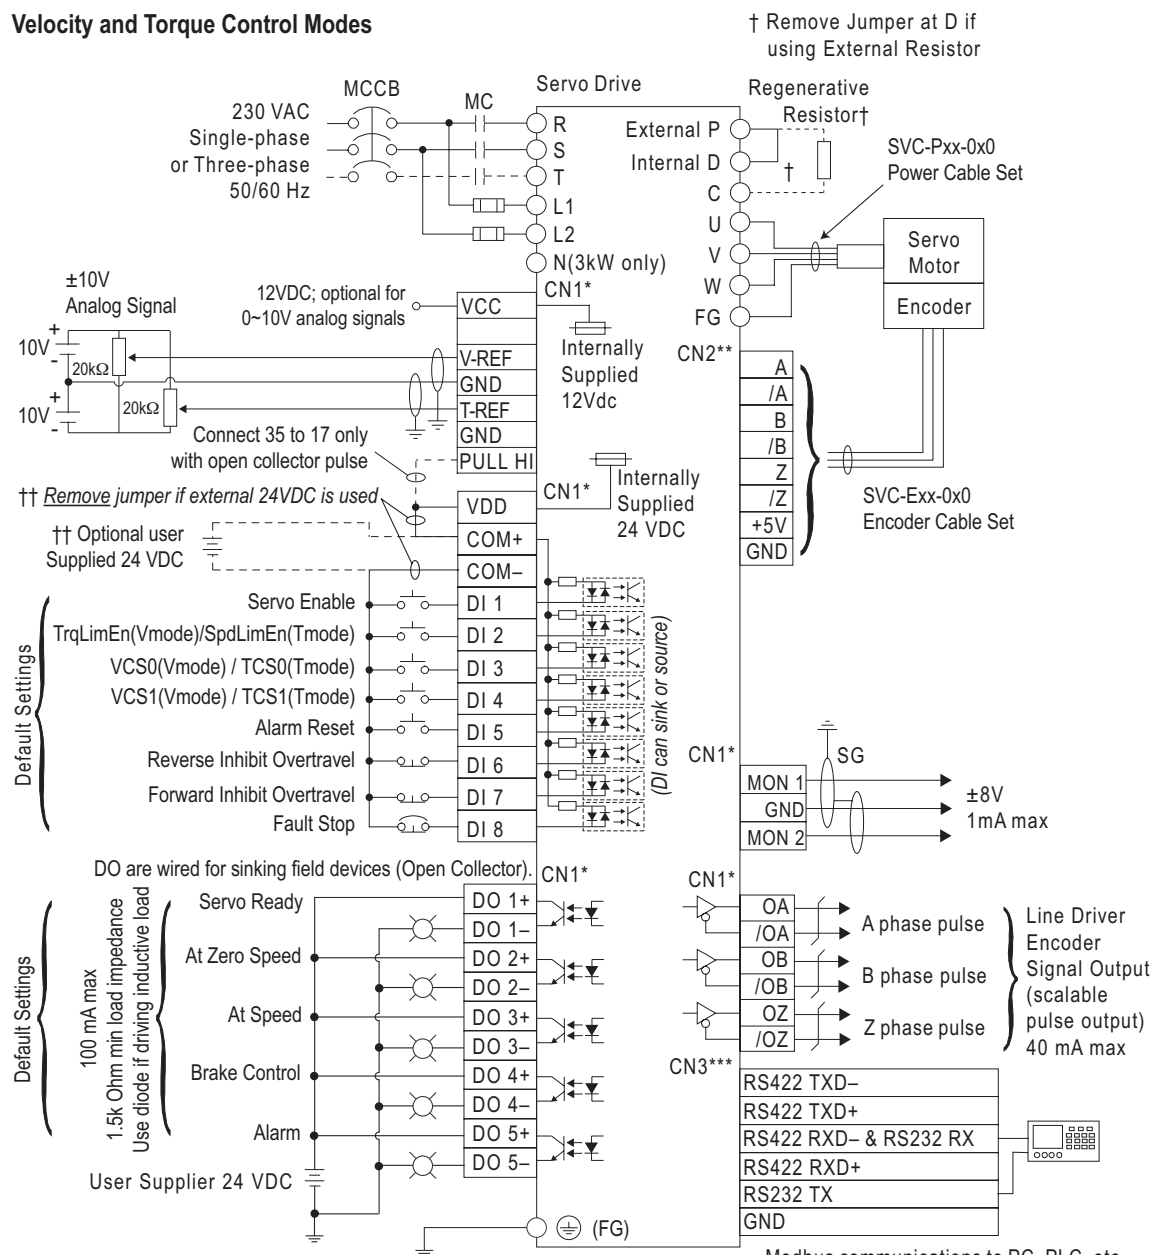 Velocity and Torque Control Modes
† Remove Jumper at D if
using External Resistor
MCCB
MC
Servo Drive
Regenerative
Resistor†
230 VAC
Single-phase
or Three-phase
50/60 Hz
R
S
T
L1
L2
N(3kW only)
External P
Internal D
C
U
V
W
FG
†
SVC-Pxx-0x0
Power Cable Set
Servo
Motor
Encoder
±10V
Analog Signal
12VDC; optional for
0~10V analog signals
CN1*
VCC
V-REF
GND
T-REF
GND
PULL HI
+
10V
-
20kΩ
+
10V
-
20kΩ
Internally
Supplied
12Vdc
Connect 35 to 17 only
with open collector pulse
†† Remove jumper if external 24VDC is used
†† Optional user
Supplied 24 VDC
CN1*
VDD
COM+
COM–
Internally
Supplied
24 VDC
CN2**
A
/A
B
/B
Z
/Z
+5V
GND
SVC-Exx-0x0
Encoder Cable Set
Default Settings
Servo Enable
DI 1
TrqLimEn(Vmode)/SpdLimEn(Tmode)
DI 2
VCS0(Vmode) / TCS0(Tmode)
DI 3
VCS1(Vmode) / TCS1(Tmode)
DI 4
Alarm Reset
DI 5
Reverse Inhibit Overtravel
DI 6
Forward Inhibit Overtravel
DI 7
Fault Stop
DI 8
(DI can sink or source)
CN1*
SG
MON 1
GND
MON 2
±8V
1mA max
DO are wired for sinking field devices (Open Collector).
CN1*
Default Settings
100 mA max
1.5k Ohm min load impedance
Use diode if driving inductive load
Servo Ready
DO 1+
DO 1–
At Zero Speed
DO 2+
DO 2–
At Speed
DO 3+
DO 3–
Brake Control
DO 4+
DO 4–
Alarm
DO 5+
DO 5–
User Supplier 24 VDC
(FG)
CN1*
OA
/OA
OB
/OB
OZ
/OZ
A phase pulse
B phase pulse
Z phase pulse
Line Driver
Encoder
Signal Output
(scalable
pulse output)
40 mA max
CN3***
RS422 TXD–
RS422 TXD+
RS422 RXD– & RS232 RX
RS422 RXD+
RS232 TX
GND
Modbus communications to PC, PLC, etc